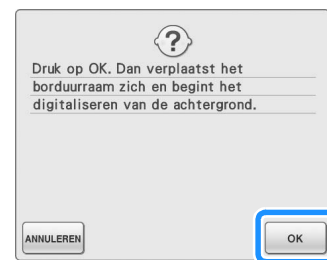 Druk op OK. Dan verplaatst het
borduurraam zich en begint het
digitaliseren van de achtergrond.
ANNULEREN
OK